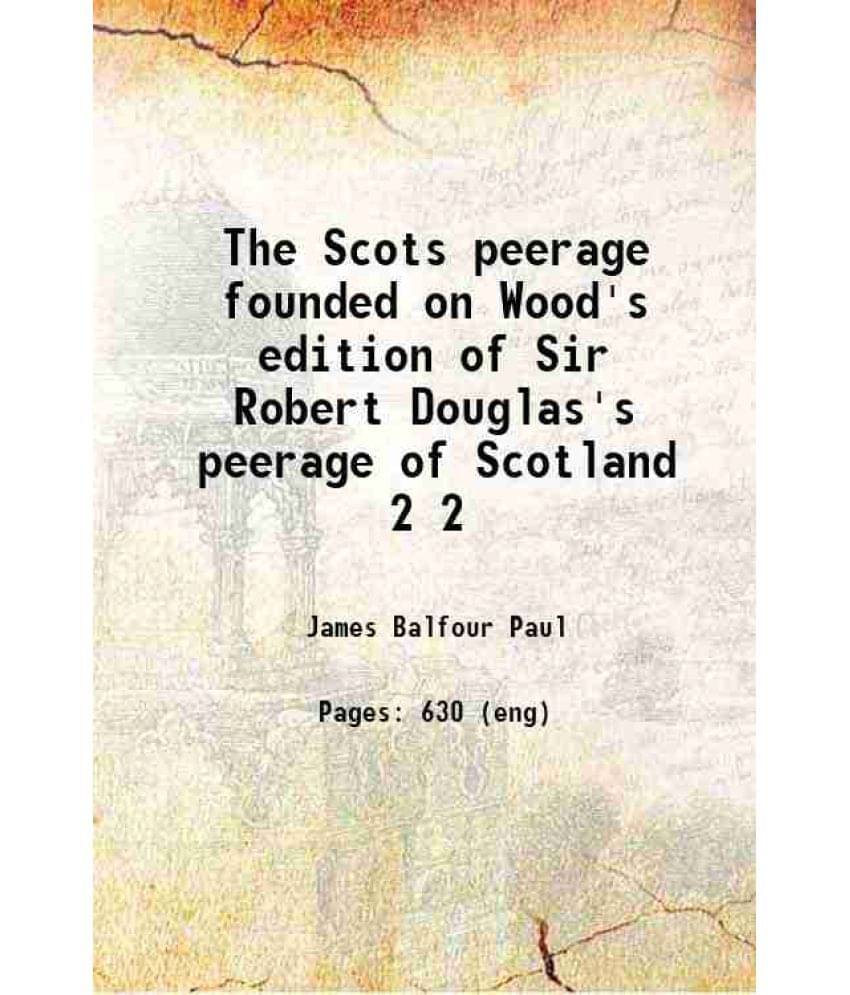 The Scots peerage
founded on Wood's
edition of Sir
Robert Douglas's
peerage of Scotland
2 2
James Balfour Paul
Pages: 630 (eng)